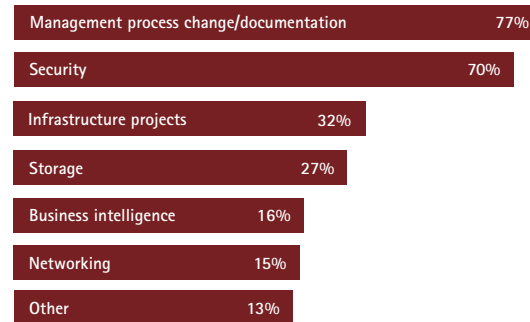 Management process change/documentation 77%
Security 70%
Infrastructure projects 32%
Storage 27%
Business intelligence 16%
Networking 15%
Other 13%